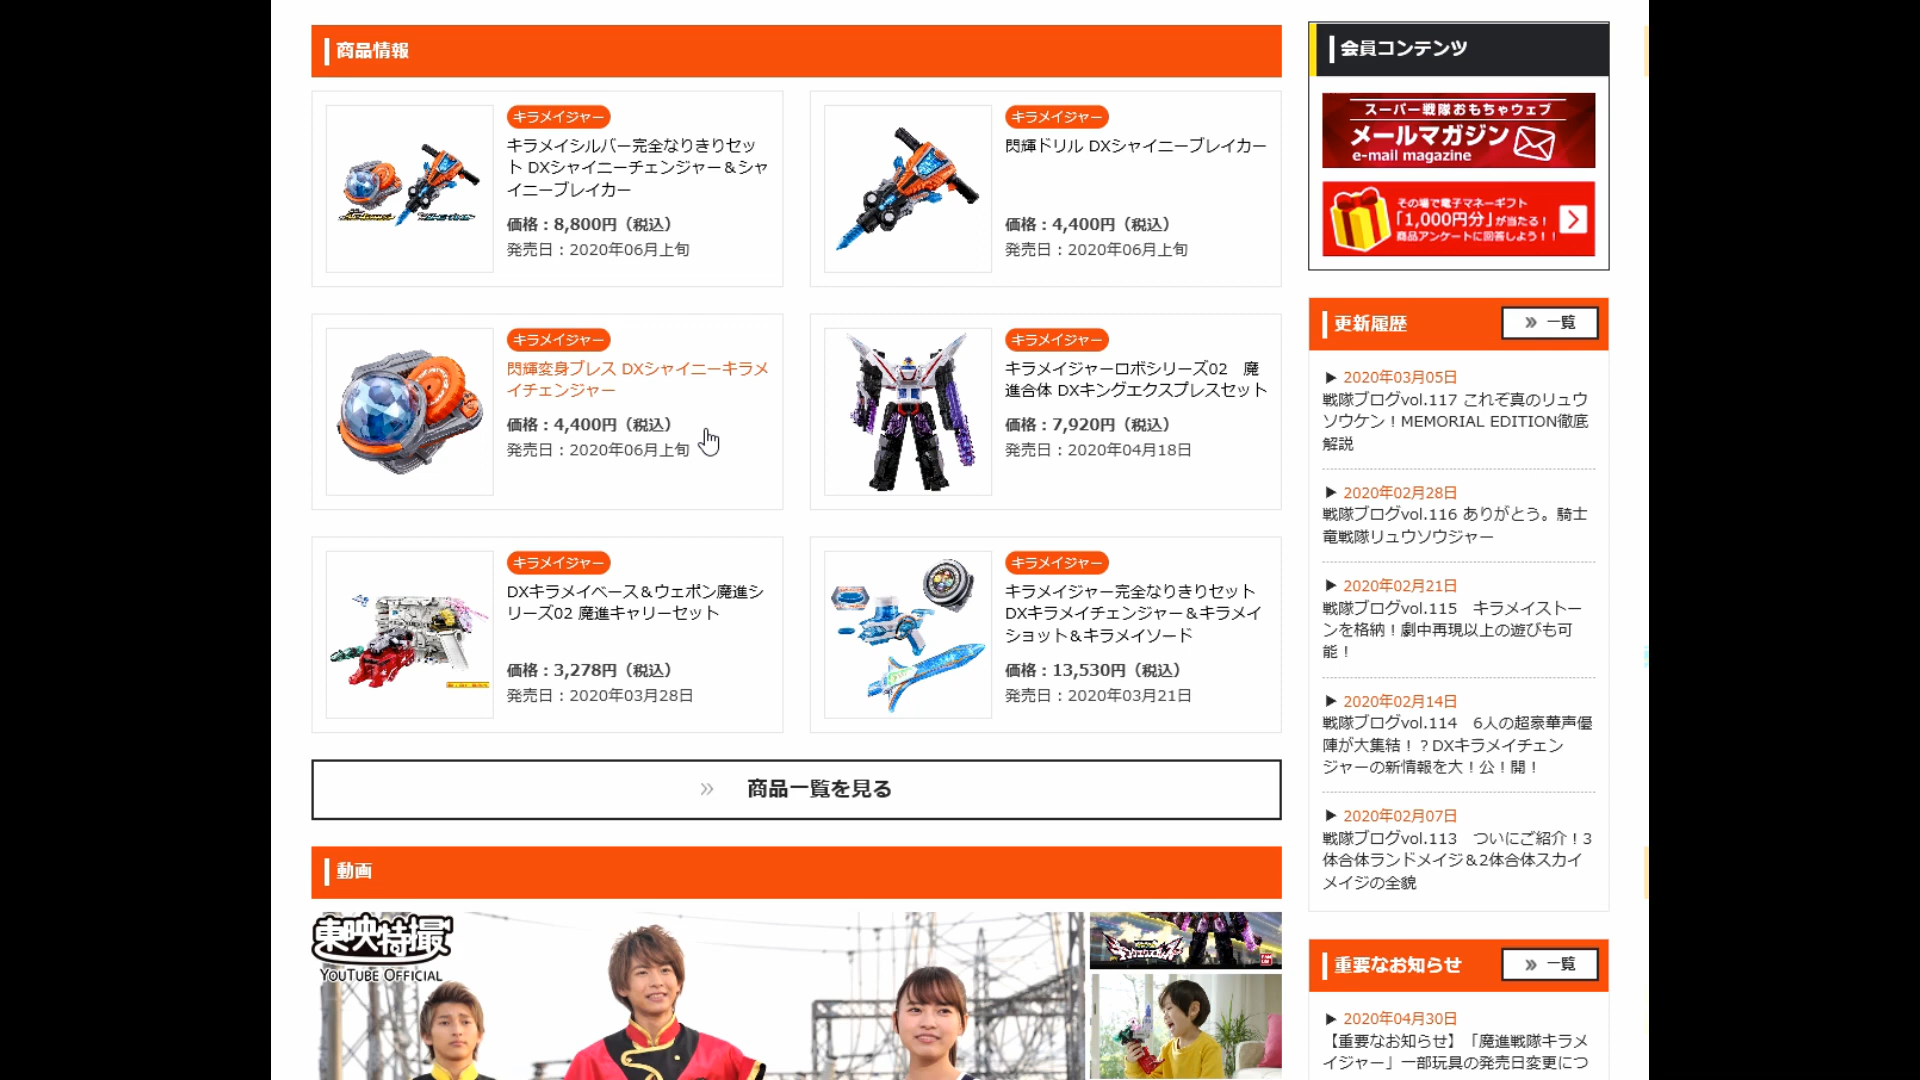 商品情報
キラメイジャー
キラメイシルバー完全なりきりセッ
ト DXシャイニーチェンジャー＆シャ
イニーブレイカー
価格：8,800円（税込）
発売日：2020年06月上旬
キラメイジャー
閃輝ドリル DXシャイニーブレイカー
価格：4,400円（税込）
発売日：2020年06月上旬
キラメイジャー
閃輝変身ブレス DXシャイニーキラメ
イチェンジャー
価格：4,400円（税込）
発売日：2020年06月上旬
キラメイジャー
キラメイジャーロボシリーズ02　魔
進合体 DXキングエクスプレスセット
価格：7,920円（税込）
発売日：2020年04月18日
キラメイジャー
DXキラメイベース＆ウェポン魔進シ
リーズ02 魔進キャリーセット
価格：3,278円（税込）
発売日：2020年03月28日
キラメイジャー
キラメイジャー完全なりきりセット
DXキラメイチェンジャー＆キラメイ
ショット＆キラメイソード
価格：13,530円（税込）
発売日：2020年03月21日
» 商品一覧を見る
動画
東映特撮
YOUTUBE OFFICIAL
会員コンテンツ
スーパー戦隊おもちゃウェブ
メールマガジン
e-mail magazine
その場で電子マネーギフト
「1,000円分」が当たる！
商品アンケートに回答しよう！！
更新履歴
» 一覧
▶ 2020年03月05日
戦隊ブログvol.117 これぞ真のリュウ
ソウケン！MEMORIAL EDITION徹底
解説
▶ 2020年02月28日
戦隊ブログvol.116 ありがとう。騎士
竜戦隊リュウソウジャー
▶ 2020年02月21日
戦隊ブログvol.115　キラメイストー
ンを格納！劇中再現以上の遊びも可
能！
▶ 2020年02月14日
戦隊ブログvol.114　6人の超豪華声優
陣が大集結！？DXキラメイチェン
ジャーの新情報を大！公！開！
▶ 2020年02月07日
戦隊ブログvol.113　ついにご紹介！3
体合体ランドメイジ＆2体合体スカイ
メイジの全貌
重要なお知らせ
» 一覧
▶ 2020年04月30日
【重要なお知らせ】「魔進戦隊キラメ
イジャー」一部玩具の発売日変更につ